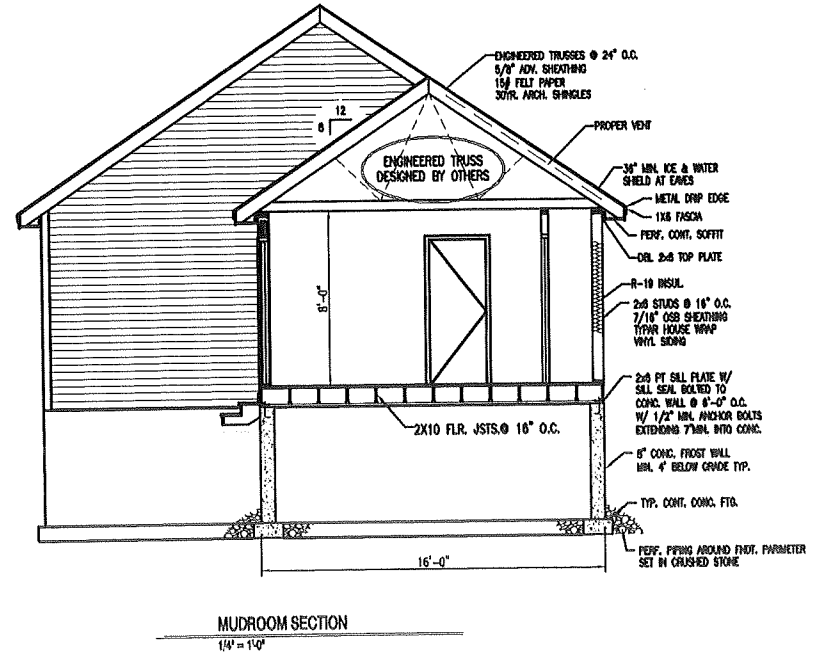 ENGINEERED TRUSSES @ 24" O.C.
5/8" ADV. SHEATHING
15# FELT PAPER
30YR. ARCH. SHINGLES
12
8
PROPER VENT
ENGINEERED TRUSS
DESIGNED BY OTHERS
36" MIN. ICE & WATER
SHIELD AT EAVES
METAL DRIP EDGE
1X6 FASCIA
PERF. CONT. SOFFIT
DBL 2x6 TOP PLATE
R-19 INSUL.
2x6 STUDS @ 16" O.C.
7/16" OSB SHEATHING
TYPAR HOUSE WRAP
VINYL SIDING
8'-0"
2x6 PT SILL PLATE W/
SILL SEAL BOLTED TO
CONC. WALL @ 6'-0" O.C.
W/ 1/2" MIN. ANCHOR BOLTS
EXTENDING 7"MIN. INTO CONC.
2X10 FLR. JSTS.@ 16" O.C.
8" CONC. FROST WALL
MIN. 4' BELOW GRADE TYP.
TYP. CONT. CONC. FTG.
PERF. PIPING AROUND FNDT. PARIMETER
SET IN CRUSHED STONE
16'-0"
MUDROOM SECTION
1/4" = 1'-0"